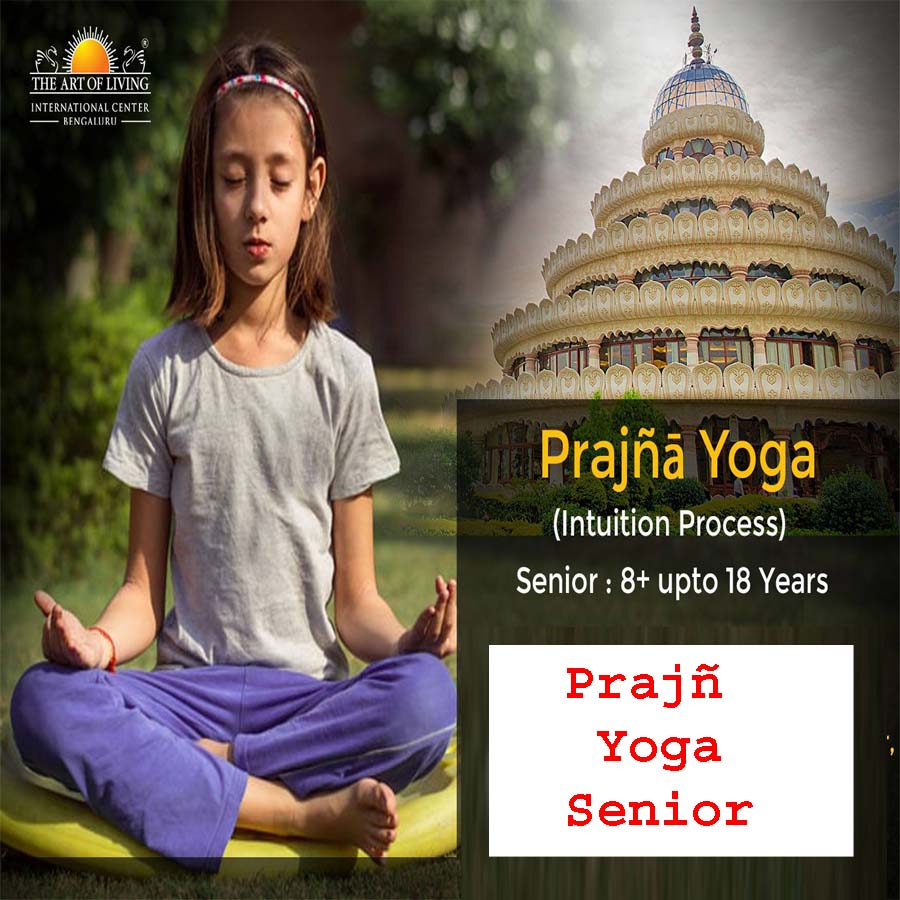 ®
THE ART OF LIVING
INTERNATIONAL CENTER
BENGALURU
Prajñā Yoga
(Intuition Process)
Senior : 8+ upto 18 Years
Prajñ
Yoga
Senior